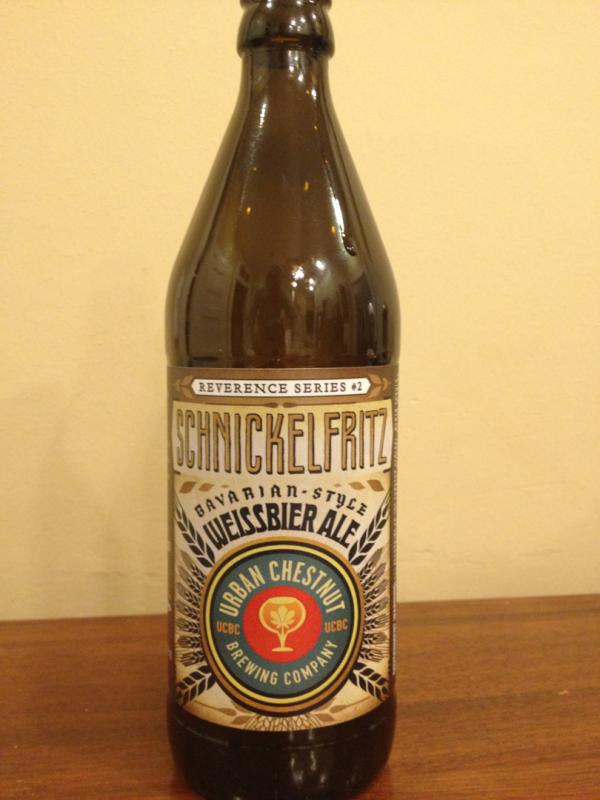 REVERENCE SERIES #2
SCHNICKELFRITZ
BAVARIAN-STYLE
WEISSBIER ALE
URBAN CHESTNUT
UCBC UCBC
BREWING COMPANY